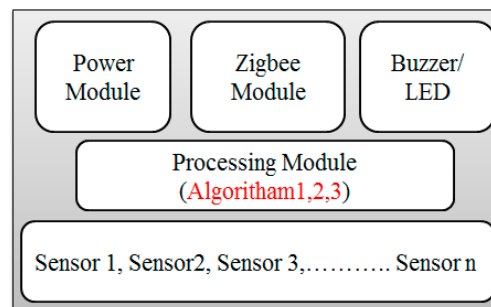 Power
Module
Zigbee
Module
Buzzer/
LED
Processing Module
(Algoritham1,2,3)
Sensor 1, Sensor2, Sensor 3,……….. Sensor n